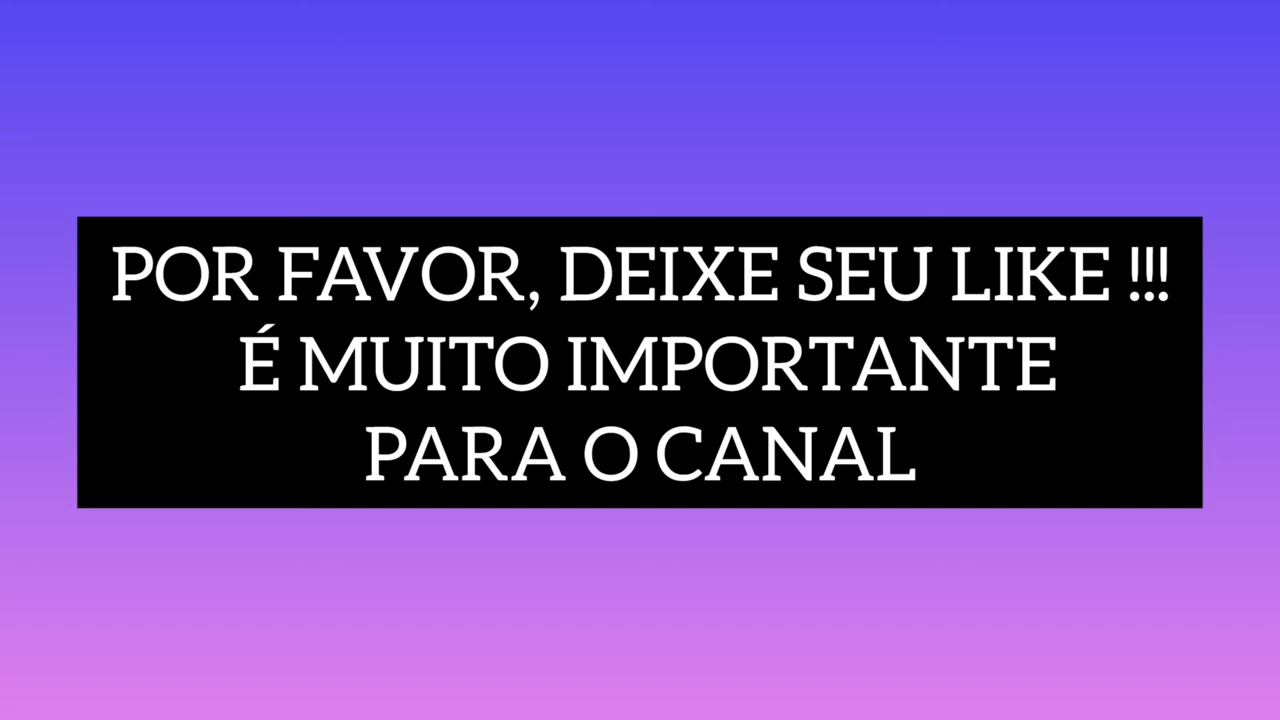 POR FAVOR, DEIXE SEU LIKE !!!
É MUITO IMPORTANTE
PARA O CANAL